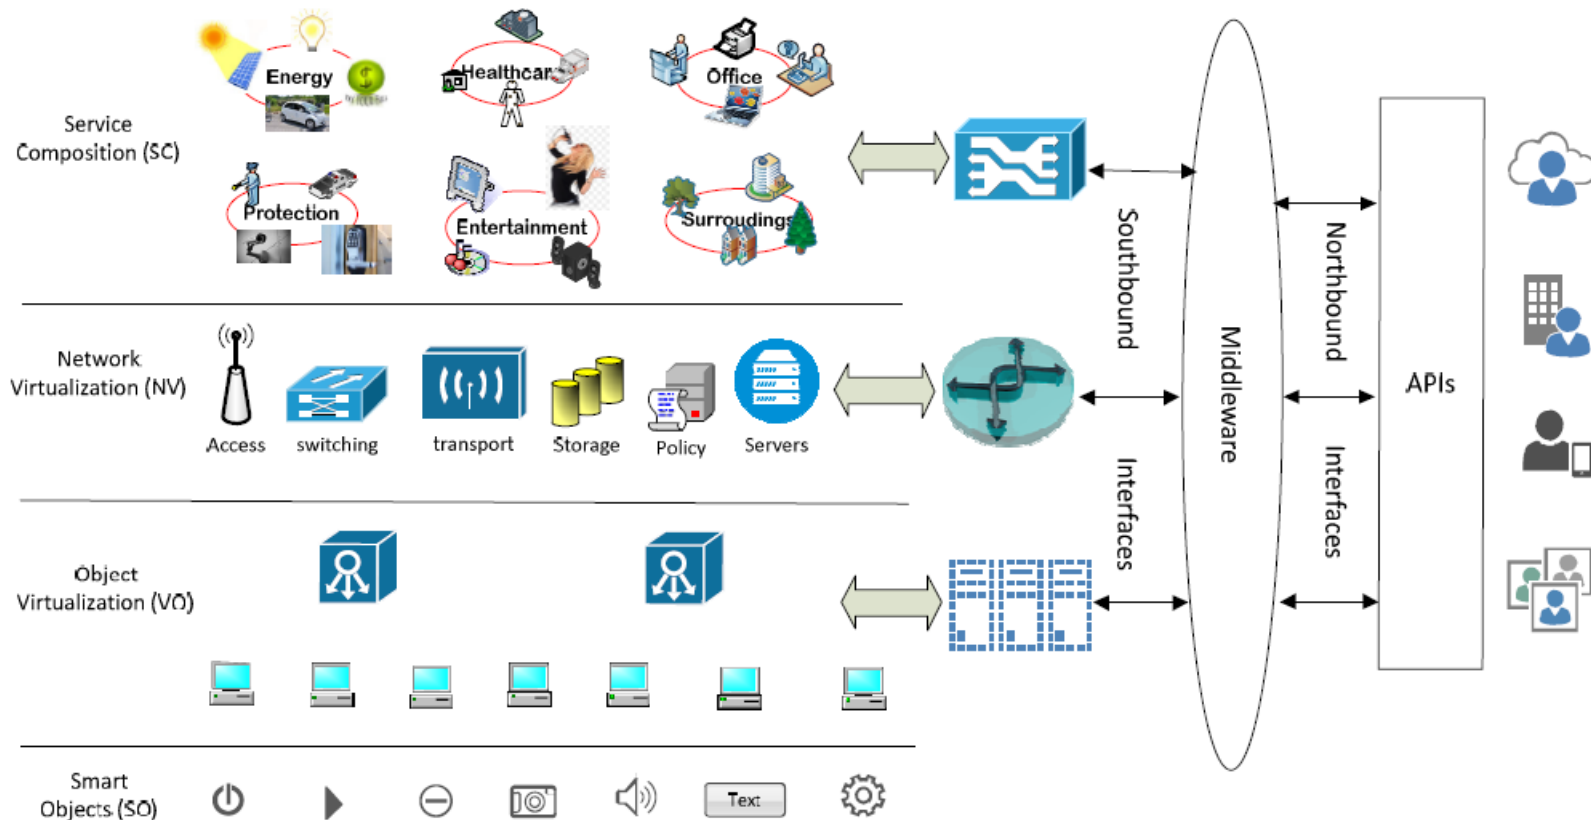 Energy
Healthcar
Office
Service
Composition (SC)
Protection
Entertainment
Surroudings
Southbound
Northbound
Network
Virtualization (NV)
Access
switching
transport
Storage
Policy
Servers
Middleware
APIs
Interfaces
Interfaces
Object
Virtualization (VO)
Smart
Objects (SO)
Text